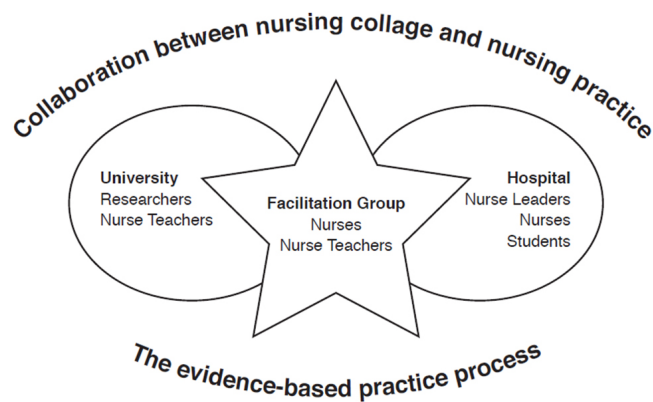 Collaboration between nursing collage and nursing practice
University
Researchers
Nurse Teachers
Facilitation Group
Nurses
Nurse Teachers
Hospital
Nurse Leaders
Nurses
Students
The evidence-based practice process